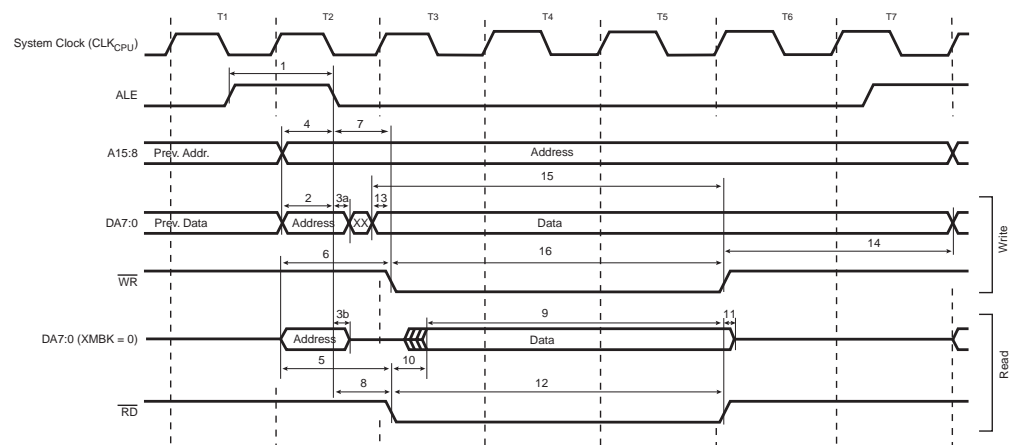 T1 T2 T3 T4 T5 T6 T7
System Clock (CLKCPU)
1
ALE
4 7
A15:8 Prev. Addr. Address
15
2 3a 13
DA7:0 Prev. Data Address XX Data
14
6 16
WR
Write
3b 9 11
DA7:0 (XMBK = 0) Address Data
5 10
8 12
RD
Read